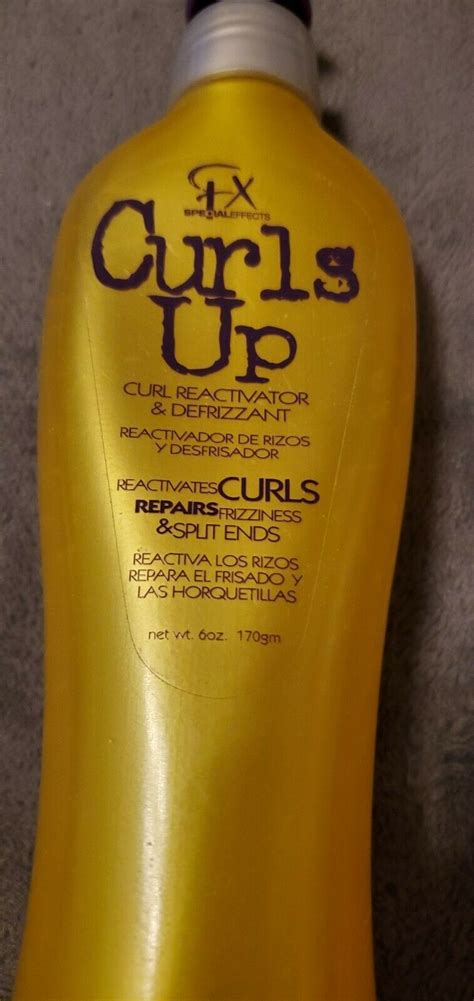 FX
SPECIALEFFECTS
Curls
Up
CURL REACTIVATOR
& DEFRIZZANT
REACTIVADOR DE RIZOS
Y DESFRISADOR
REACTIVATES CURLS
REPAIRS FRIZZINESS
& SPLIT ENDS
REACTIVA LOS RIZOS
REPARA EL FRISADO Y
LAS HORQUETILLAS
net wt. 6oz. 170gm